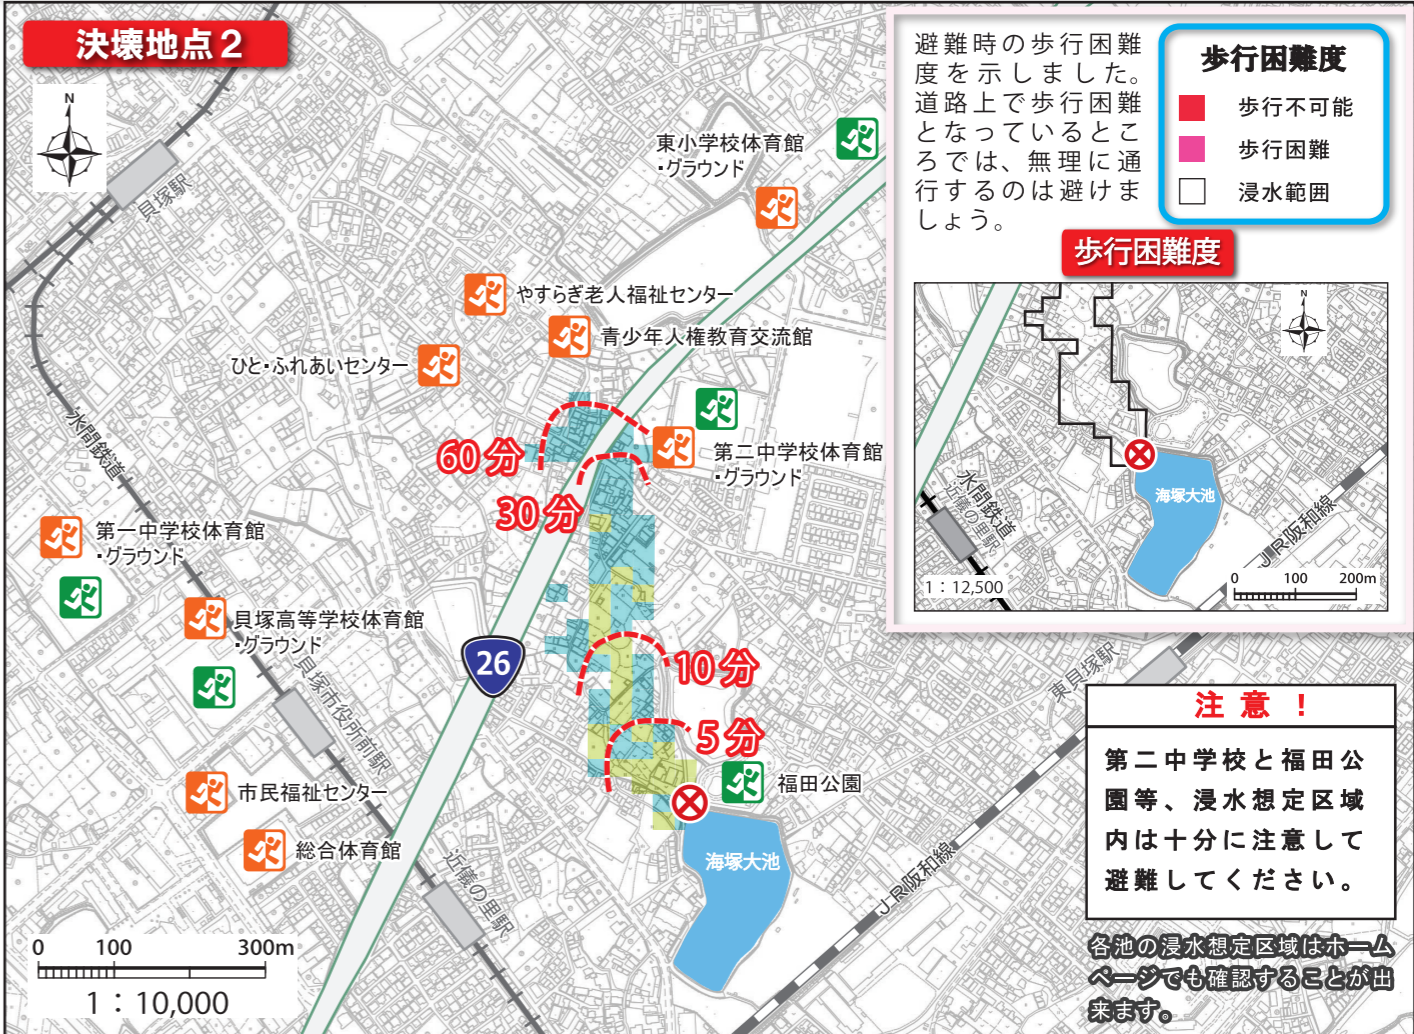 決壊地点2
N
貝塚駅
東小学校体育館
・グラウンド
やすらぎ老人福祉センター
青少年人権教育交流館
ひと・ふれあいセンター
水間鉄道
60分
30分
第二中学校体育館
・グラウンド
第一中学校体育館
・グラウンド
貝塚高等学校体育館
・グラウンド
26
貝塚市役所前駅
10分
5分
福田公園
市民福祉センター
総合体育館
近義の里駅
海塚大池
JR阪和線
東貝塚駅
0 100 300m
1：10,000
避難時の歩行困難
度を示しました。
道路上で歩行困難
となっているとこ
ろでは、無理に通
行するのは避けま
しょう。
歩行困難度
歩行不可能
歩行困難
浸水範囲
歩行困難度
N
海塚大池
水間鉄道
近儀の里駅
JR阪和線
1：12,500
0 100 200m
注意！
第二中学校と福田公
園等、浸水想定区域
内は十分に注意して
避難してください。
各池の浸水想定区域はホーム
ページでも確認することが出
来ます。